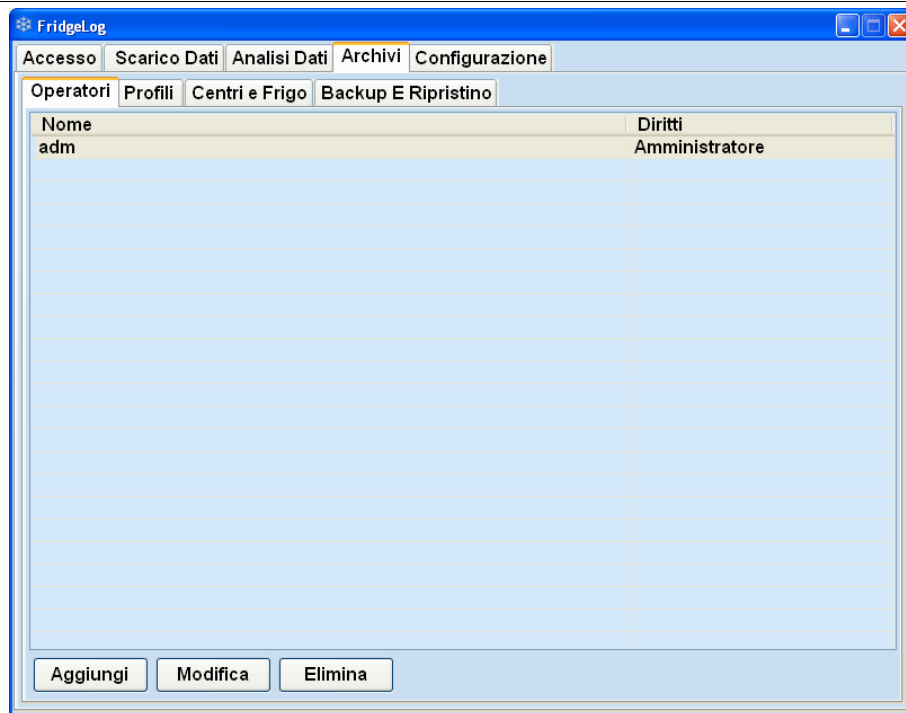 FridgeLog
Accesso Scarico Dati Analisi Dati Archivi Configurazione
Operatori Profili Centri e Frigo Backup E Ripristino
Nome Diritti
adm Amministratore
Aggiungi Modifica Elimina